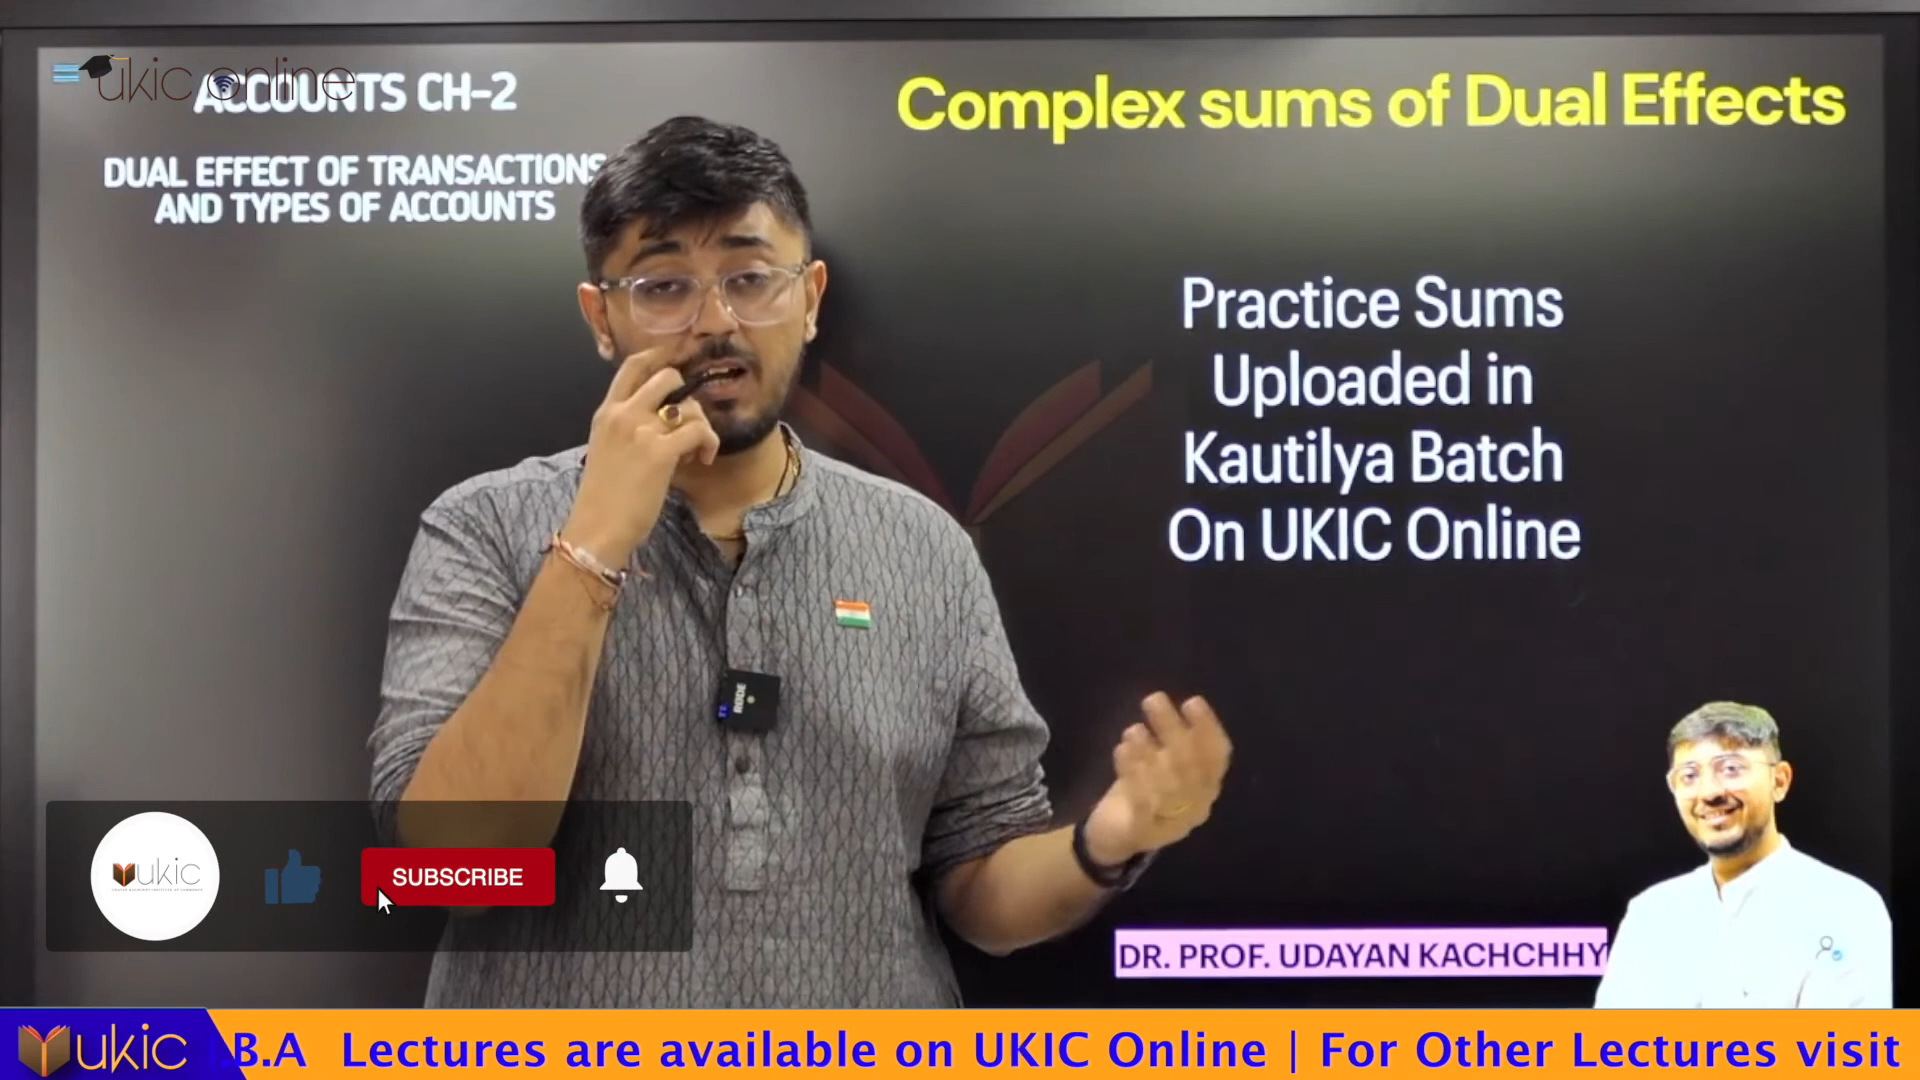 ukic online
ACCOUNTS CH-2
DUAL EFFECT OF TRANSACTIONS
AND TYPES OF ACCOUNTS
Complex sums of Dual Effects
Practice Sums
Uploaded in
Kautilya Batch
On UKIC Online
RODE
DR. PROF. UDAYAN KACHCHHY
ukic
SUBSCRIBE
ukic
B.A Lectures are available on UKIC Online | For Other Lectures visit